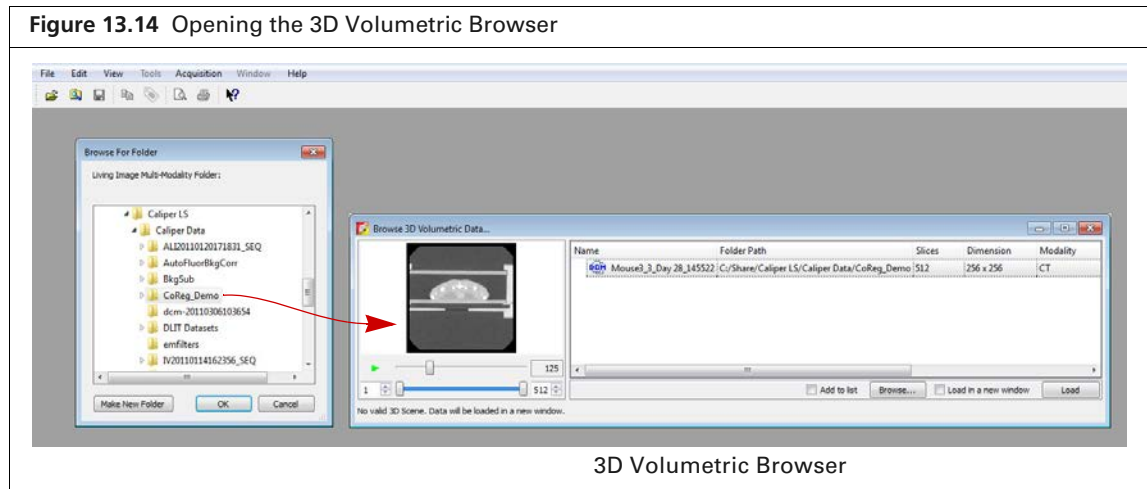 Figure 13.14 Opening the 3D Volumetric Browser
File Edit View Tools Acquisition Window Help
Browse For Folder
Living Image Multi-Modality Folder:
Caliper LS
Caliper Data
ALI20110120171831_SEQ
AutoFluorBkgCorr
BkgSub
CoReg_Demo
dcm-20110306103654
DLIT Datasets
emfilters
IV20110114162356_SEQ
Make New Folder OK Cancel
Browse 3D Volumetric Data...
Name Folder Path Slices Dimension Modality
DCM Mouse3_3_Day 28_145522 C:/Share/Caliper LS/Caliper Data/CoReg_Demo 512 256 x 256 CT
125
1 512
Add to list Browse... Load in a new window Load
No valid 3D Scene. Data will be loaded in a new window.
3D Volumetric Browser